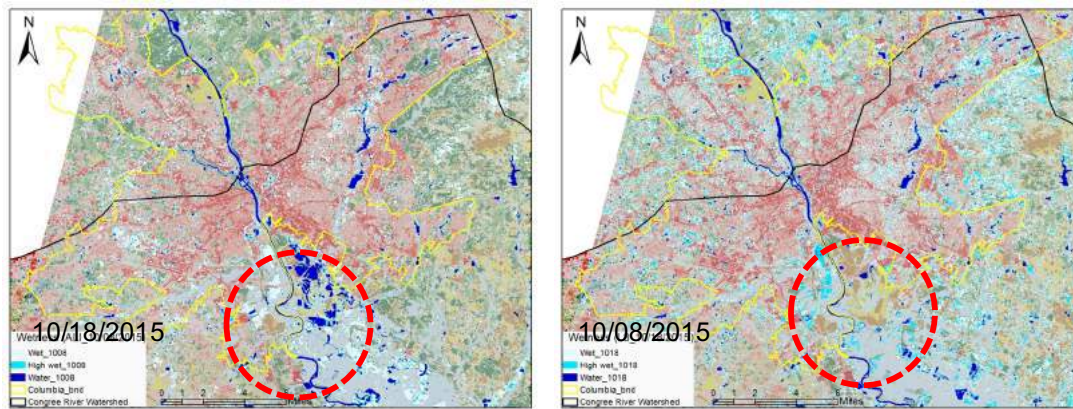 N
10/18/2015
Wet_1008
High wet_1008
Water_1008
Columbia_bnd
Congree River Watershed
Miles
N
10/08/2015
Wet_1018
High wet_1018
Water_1018
Columbia_bnd
Congree River Watershed
Miles